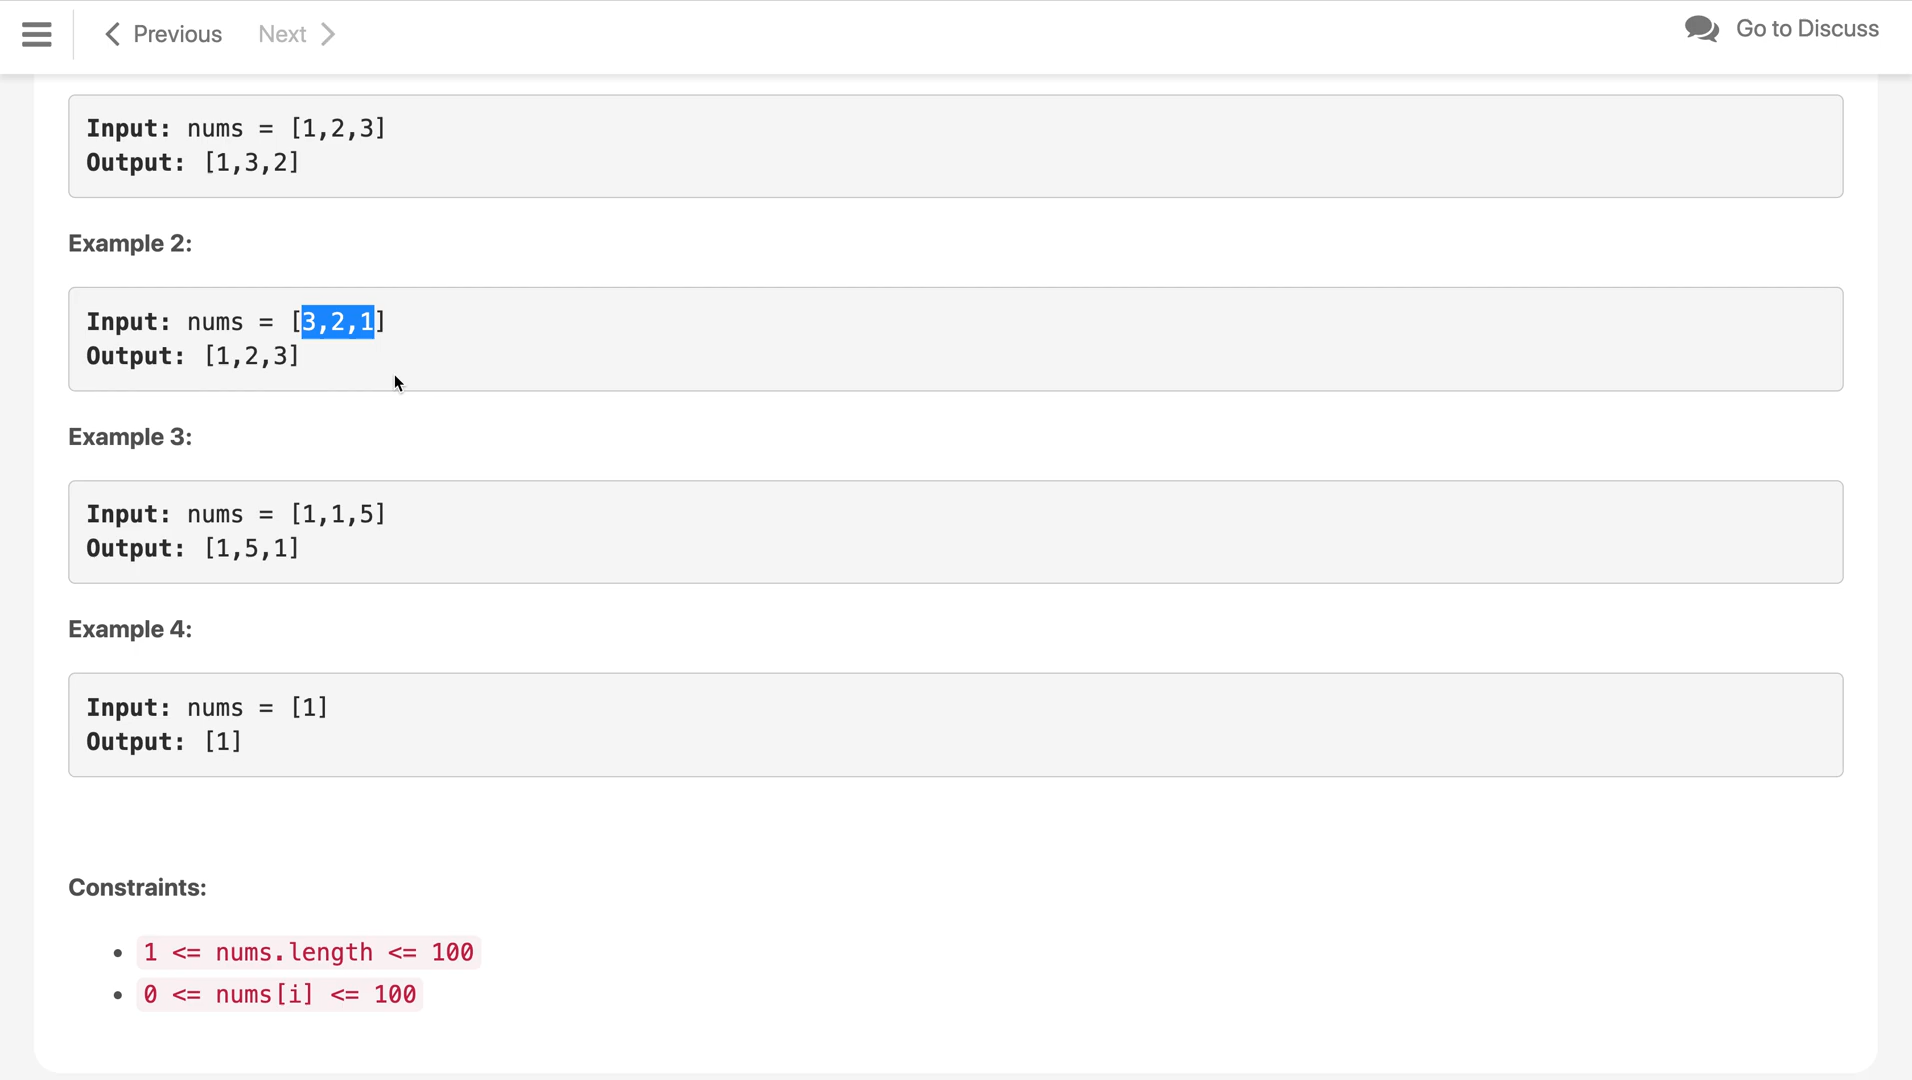 Previous Next Go to Discuss
Input: nums = [1,2,3]
Output: [1,3,2]
Example 2:
Input: nums = [3,2,1]
Output: [1,2,3]
Example 3:
Input: nums = [1,1,5]
Output: [1,5,1]
Example 4:
Input: nums = [1]
Output: [1]
Constraints:
1 <= nums.length <= 100
0 <= nums[i] <= 100